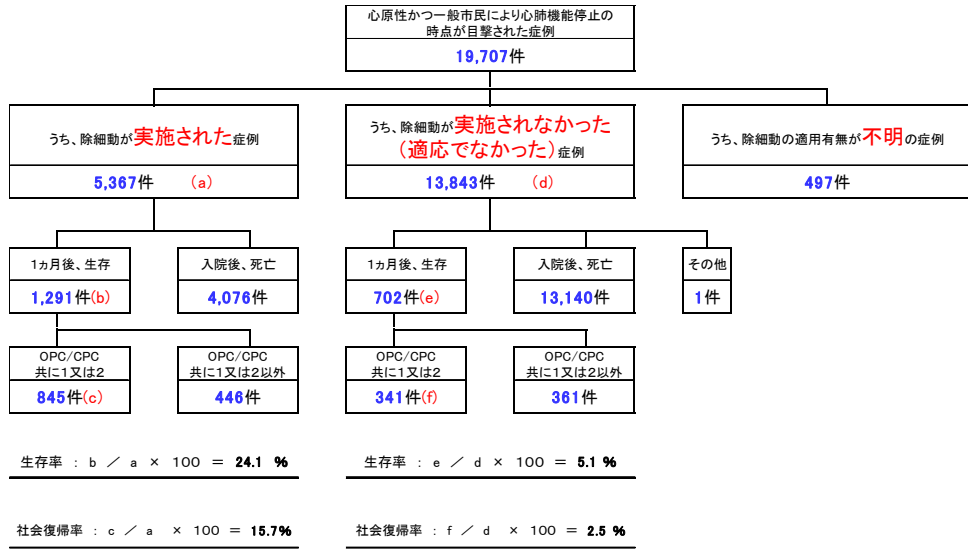 心原性かつ一般市民により心肺機能停止の
時点が目撃された症例
19,707件
うち、除細動が実施された症例
5,367件 (a)
うち、除細動が実施されなかった
(適応でなかった)症例
13,843件 (d)
うち、除細動の適用有無が不明の症例
497件
1ヵ月後、生存
1,291件(b)
入院後、死亡
4,076件
1ヵ月後、生存
702件(e)
入院後、死亡
13,140件
その他
1件
OPC/CPC
共に1又は2
845件(c)
OPC/CPC
共に1又は2以外
446件
OPC/CPC
共に1又は2
341件(f)
OPC/CPC
共に1又は2以外
361件
生存率 : b / a × 100 = 24.1 %
生存率 : e / d × 100 = 5.1 %
社会復帰率 : c / a × 100 = 15.7%
社会復帰率 : f / d × 100 = 2.5 %